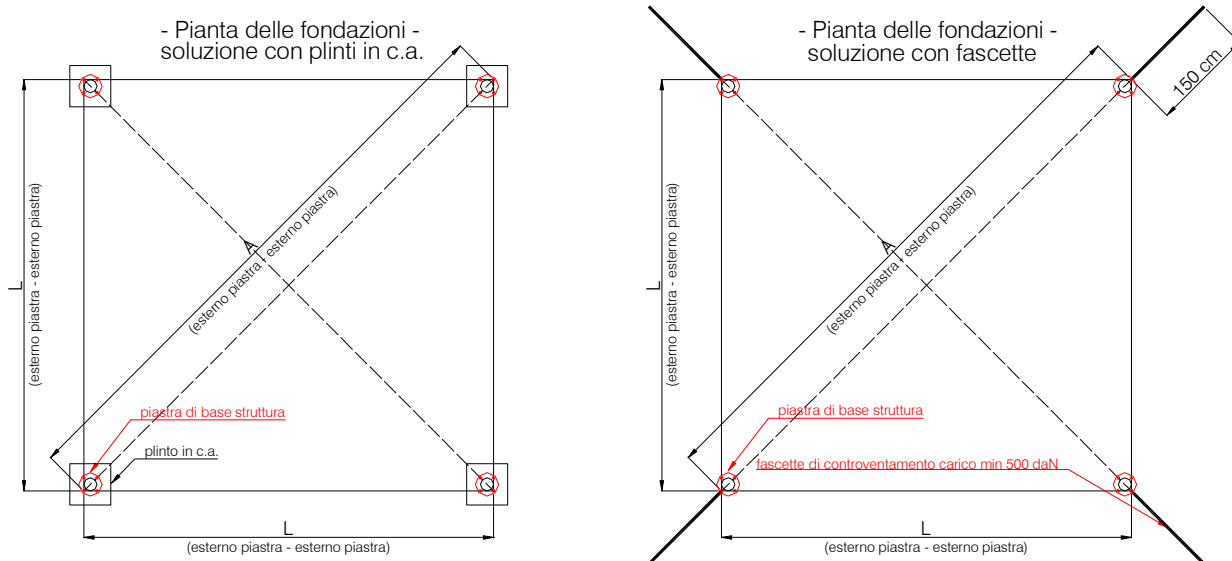 - Pianta delle fondazioni -
soluzione con plinti in c.a.
L
(esterno piastra - esterno piastra)
A
(esterno piastra - esterno piastra)
piastra di base struttura
plinto in c.a.
L
(esterno piastra - esterno piastra)
- Pianta delle fondazioni -
soluzione con fascette
150 cm
L
(esterno piastra - esterno piastra)
A
(esterno piastra - esterno piastra)
piastra di base struttura
fascette di controventamento carico min 500 daN
L
(esterno piastra - esterno piastra)